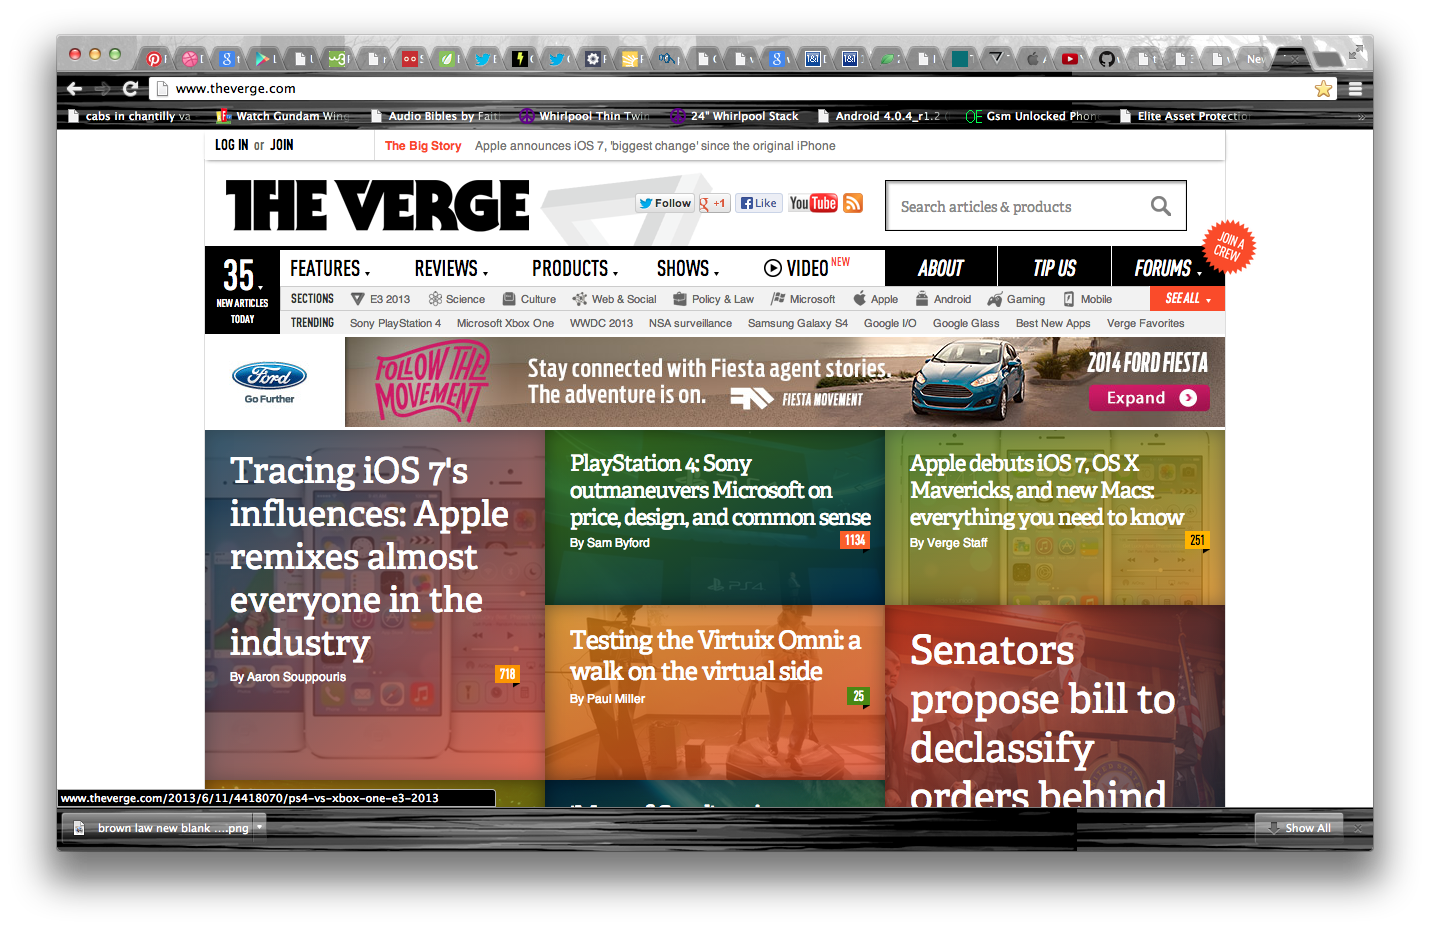 www.theverge.com
cabs in chantilly va
Watch Gundam Wing
Audio Bibles by Fait
Whirlpool Thin Twin
24" Whirlpool Stack
Android 4.0.4_r1.2
Gsm Unlocked Phon
Elite Asset Protectio
LOG IN or JOIN
The Big Story Apple announces iOS 7, 'biggest change' since the original iPhone
THE VERGE
Follow
+1
Like
YouTube
Search articles & products
JOIN A CREW
35
NEW ARTICLES
TODAY
FEATURES
REVIEWS
PRODUCTS
SHOWS
VIDEO NEW
ABOUT
TIP US
FORUMS
SECTIONS E3 2013 Science Culture Web & Social Policy & Law Microsoft Apple Android Gaming Mobile SEE ALL
TRENDING Sony PlayStation 4 Microsoft Xbox One WWDC 2013 NSA surveillance Samsung Galaxy S4 Google I/O Google Glass Best New Apps Verge Favorites
Ford
Go Further
FOLLOW THE
MOVEMENT
Stay connected with Fiesta agent stories.
The adventure is on.
FIESTA MOVEMENT
2014 FORD FIESTA
Expand
Tracing iOS 7's
influences: Apple
remixes almost
everyone in the
industry
By Aaron Souppouris
718
PlayStation 4: Sony
outmaneuvers Microsoft on
price, design, and common sense
By Sam Byford
1134
PS4
Apple debuts iOS 7, OS X
Mavericks, and new Macs:
everything you need to know
By Verge Staff
251
Testing the Virtuix Omni: a
walk on the virtual side
By Paul Miller
25
Senators
propose bill to
declassify
orders behind
www.theverge.com/2013/6/11/4418070/ps4-vs-xbox-one-e3-2013
brown law new blank ....png
Show All